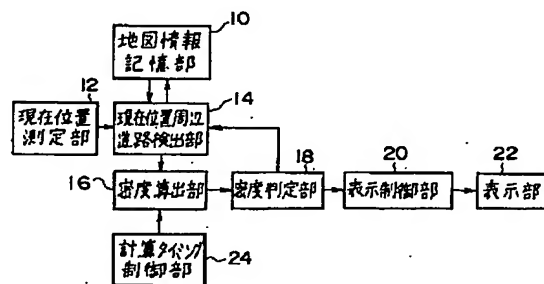 10
地図情報
記憶部
12
現在位置
測定部
14
現在位置周辺
道路検出部
16
密度算出部
18
密度判定部
20
表示制御部
22
表示部
計算タイミング
制御部
24